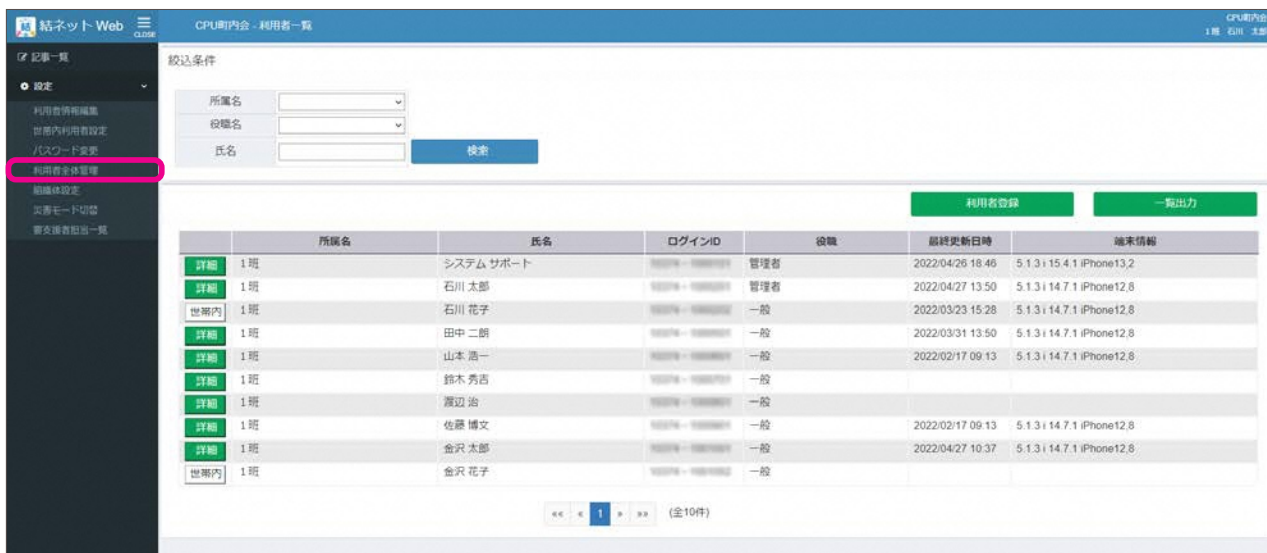 結ネット Web
CLOSE
CPU町内会 - 利用者一覧
CPU町内会
1班 石川 太郎
記事一覧
設定
利用者情報編集
世帯内利用者設定
パスワード変更
利用者全体管理
組織体設定
災害モード切替
要支援者担当一覧
絞込条件
所属名
役職名
氏名
検索
利用者登録 一覧出力
所属名 氏名 ログインID 役職 最終更新日時 端末情報
詳細 1班 システム サポート 管理者 2022/04/26 18:46 5.1.3 i 15.4.1 iPhone13,2
詳細 1班 石川 太郎 管理者 2022/04/27 13:50 5.1.3 i 14.7.1 iPhone12,8
世帯内 1班 石川 花子 一般 2022/03/23 15:28 5.1.3 i 14.7.1 iPhone12,8
詳細 1班 田中 二朗 一般 2022/03/31 13:50 5.1.3 i 14.7.1 iPhone12,8
詳細 1班 山本 浩一 一般 2022/02/17 09:13 5.1.3 i 14.7.1 iPhone12,8
詳細 1班 鈴木 秀吉 一般
詳細 1班 渡辺 治 一般
詳細 1班 佐藤 博文 一般 2022/02/17 09:13 5.1.3 i 14.7.1 iPhone12,8
詳細 1班 金沢 太郎 一般 2022/04/27 10:37 5.1.3 i 14.7.1 iPhone12,8
世帯内 1班 金沢 花子 一般
«« « 1 » »» (全10件)